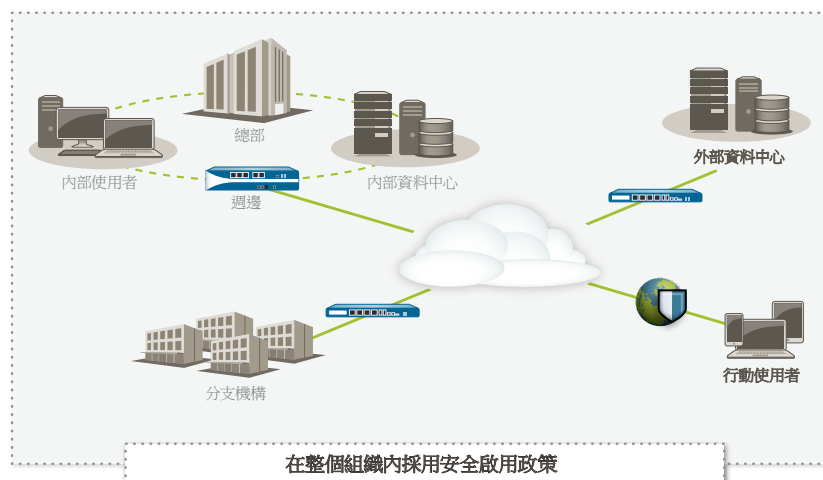 總部
外部資料中心
內部使用者
內部資料中心
週邊
行動使用者
分支機構
在整個組織內採用安全啟用政策